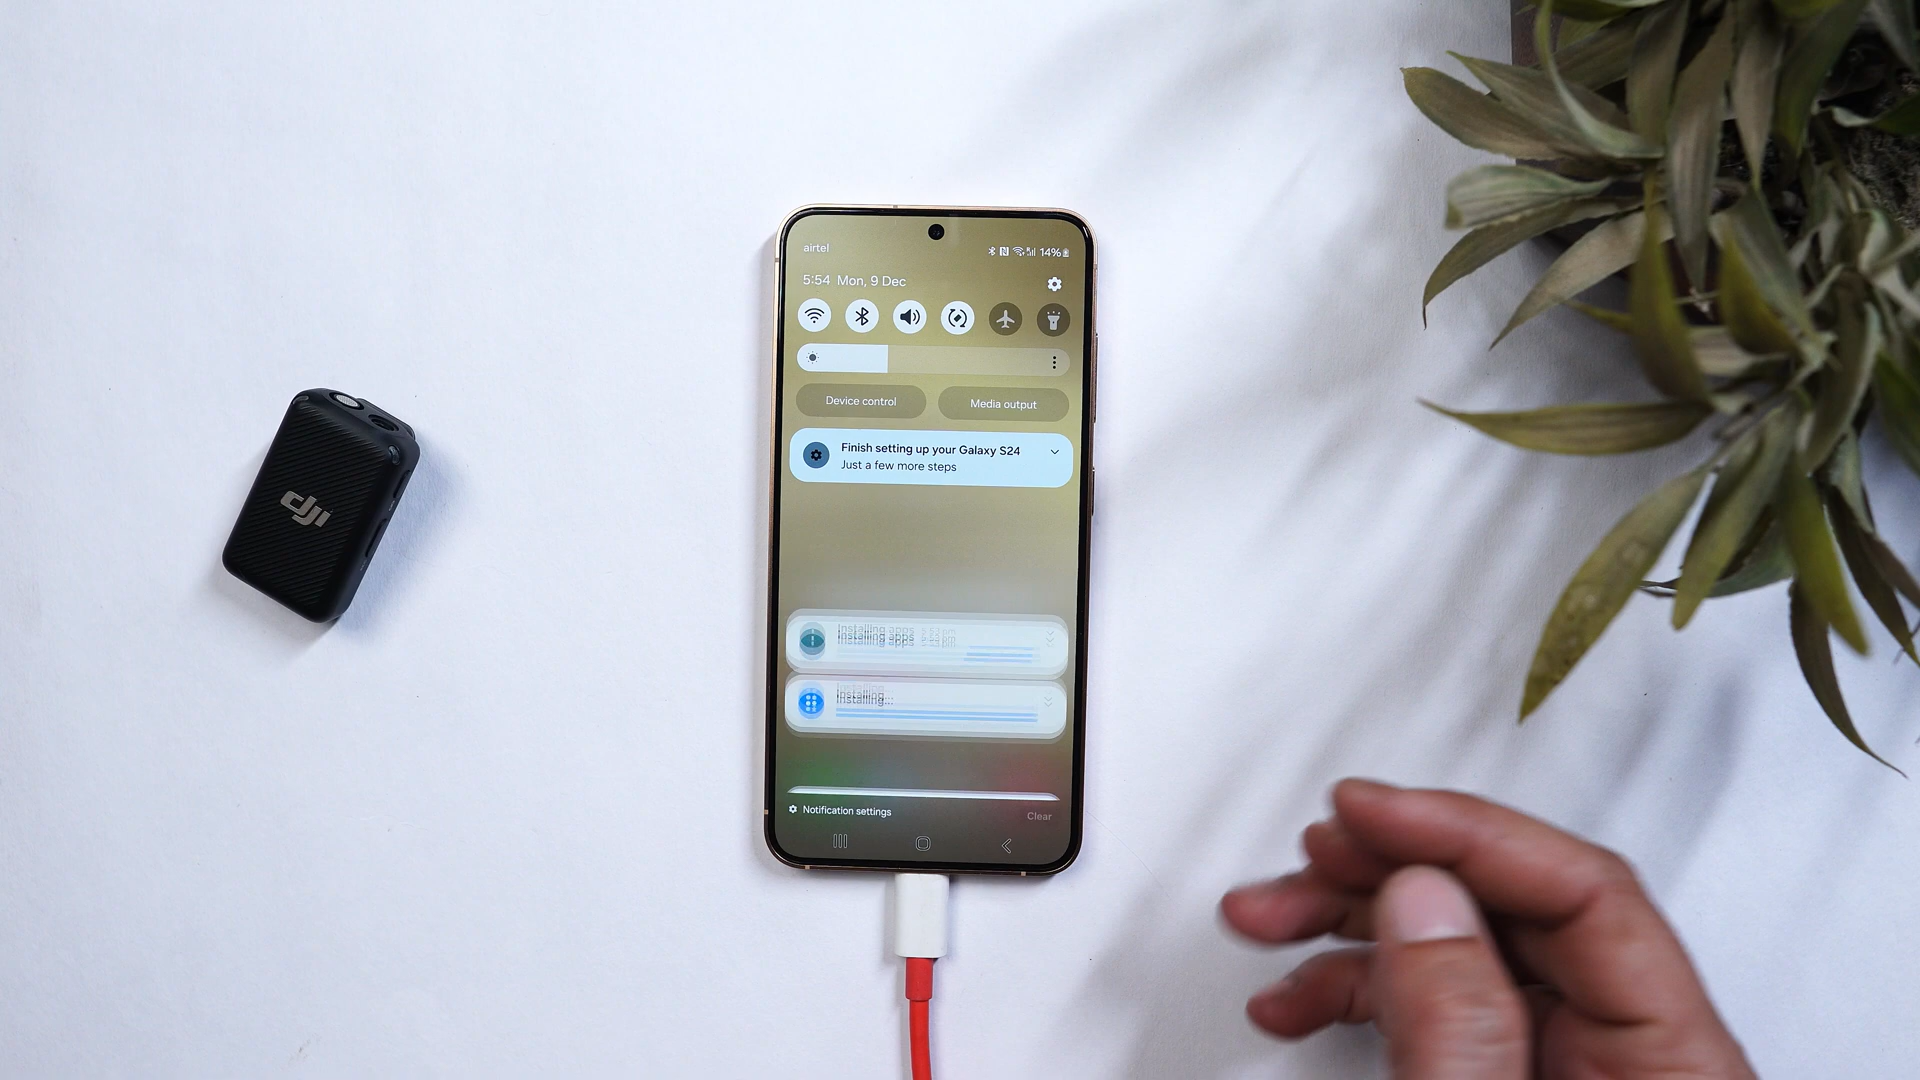 airtel
14%
5:54 Mon, 9 Dec
Device control
Media output
Finish setting up your Galaxy S24
Just a few more steps
Installing apps
Installing...
Notification settings
Clear
dji